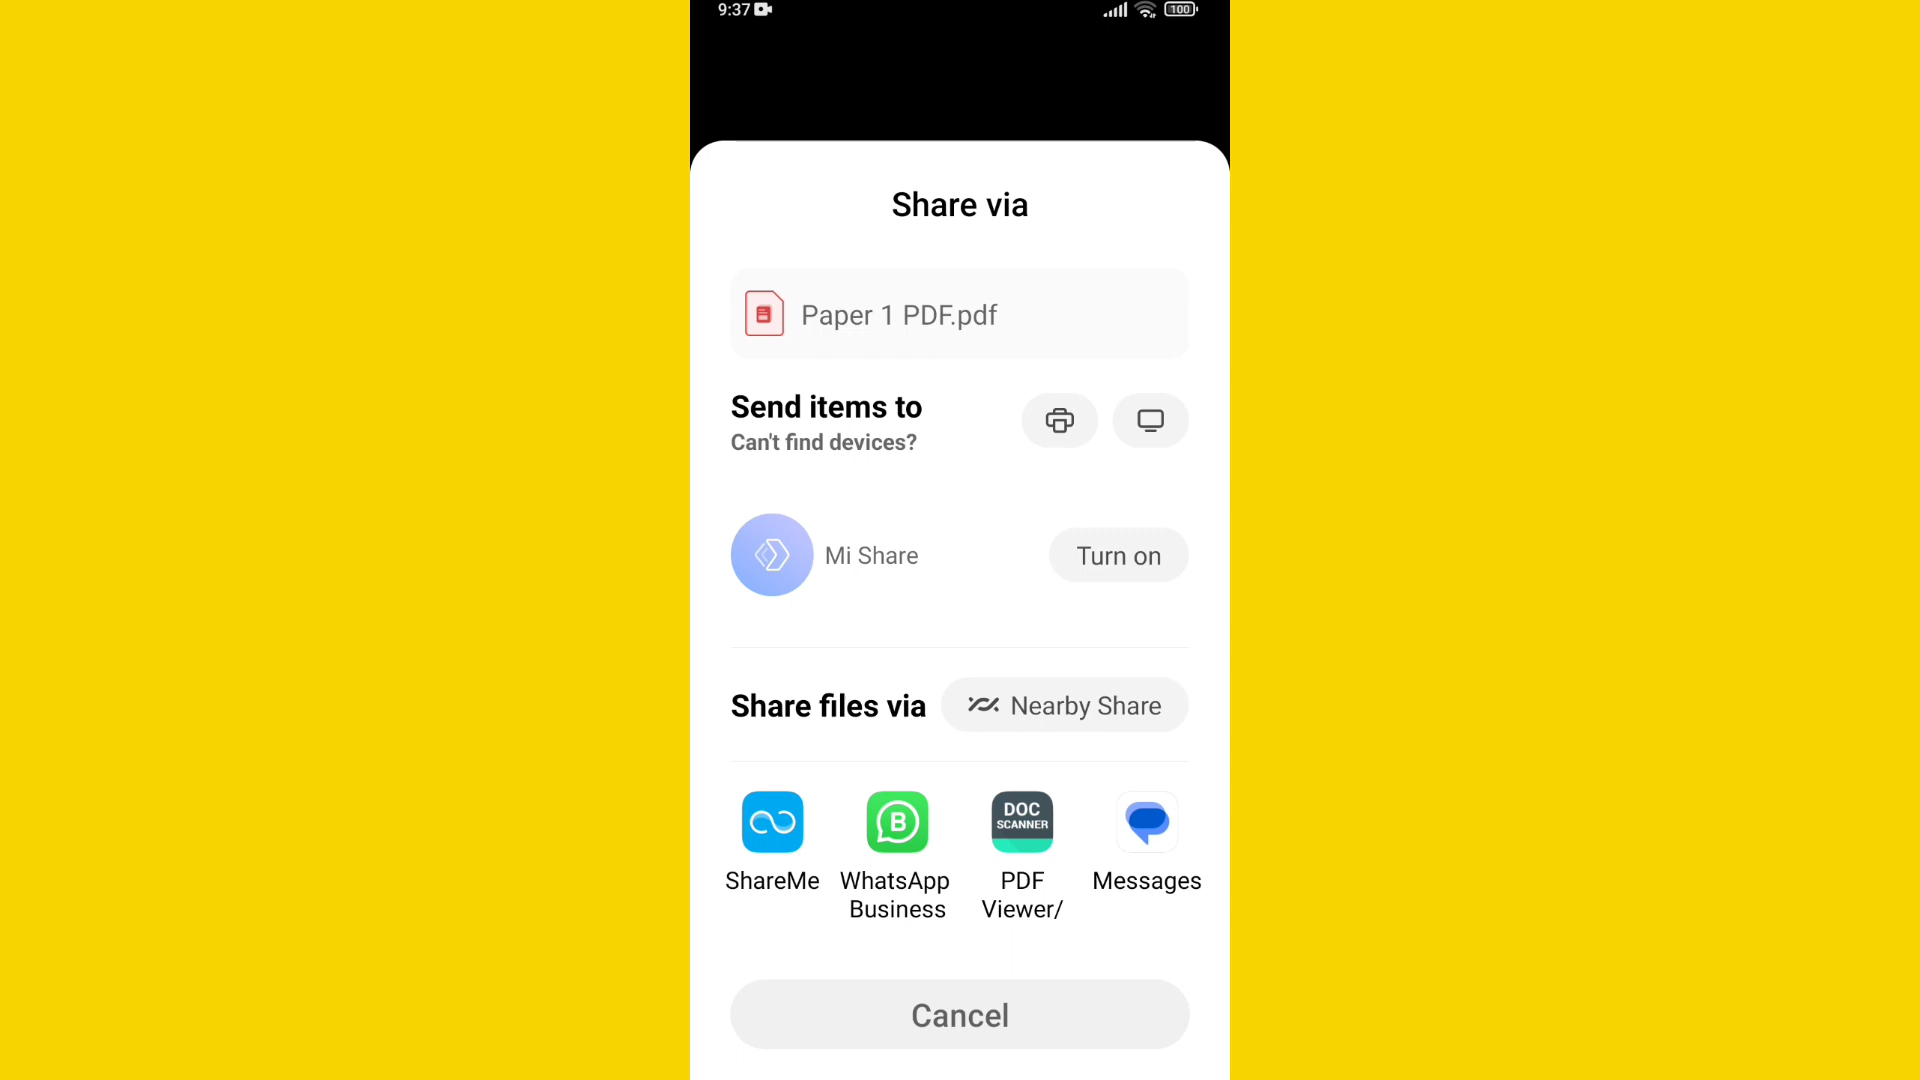 9:37
100
Share via
Paper 1 PDF.pdf
Send items to
Can't find devices?
Mi Share
Turn on
Share files via
Nearby Share
B
DOC
SCANNER
ShareMe
WhatsApp
Business
PDF
Viewer/
Messages
Cancel